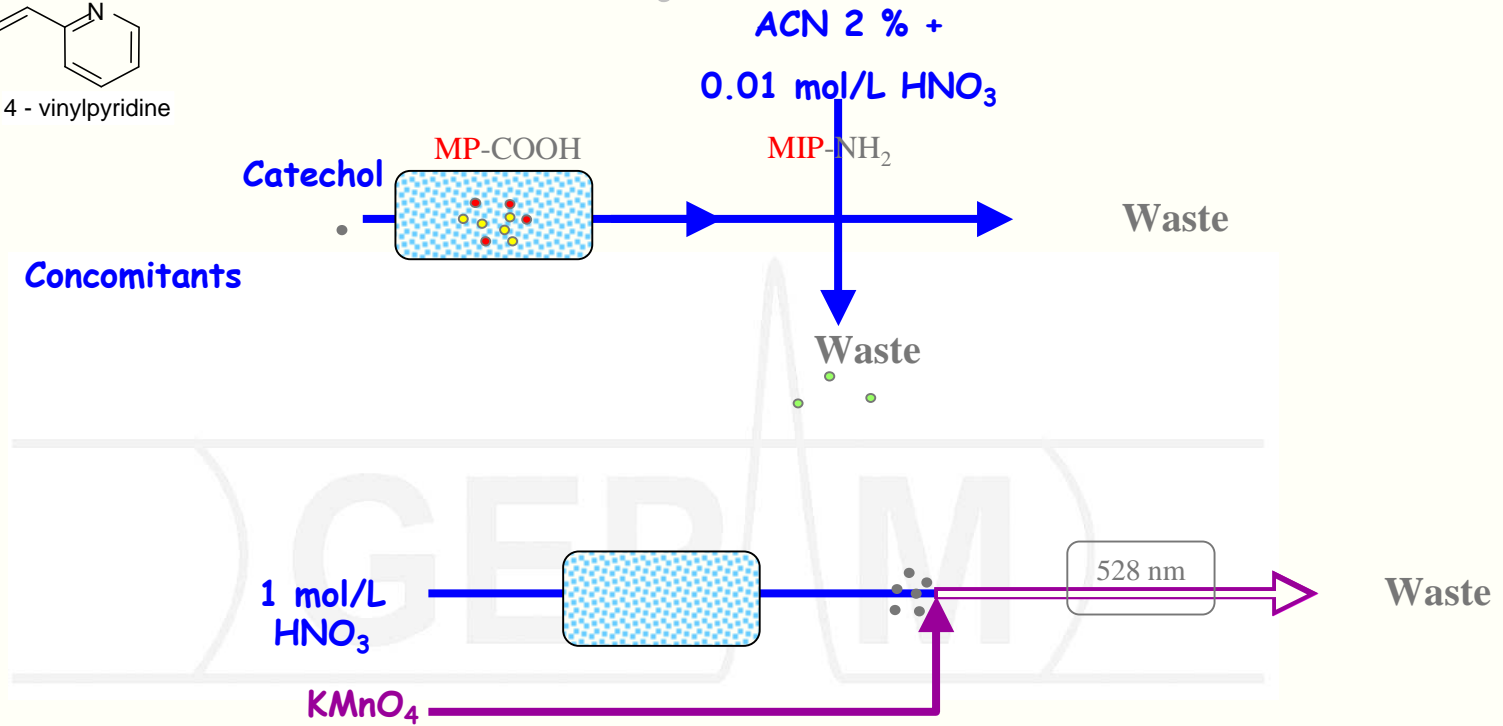 N
4 - vinylpyridine
ACN 2 % +
0.01 mol/L HNO₃
MP-COOH
MIP-NH₂
Catechol
Waste
Concomitants
Waste
528 nm
1 mol/L
HNO₃
Waste
KMnO₄